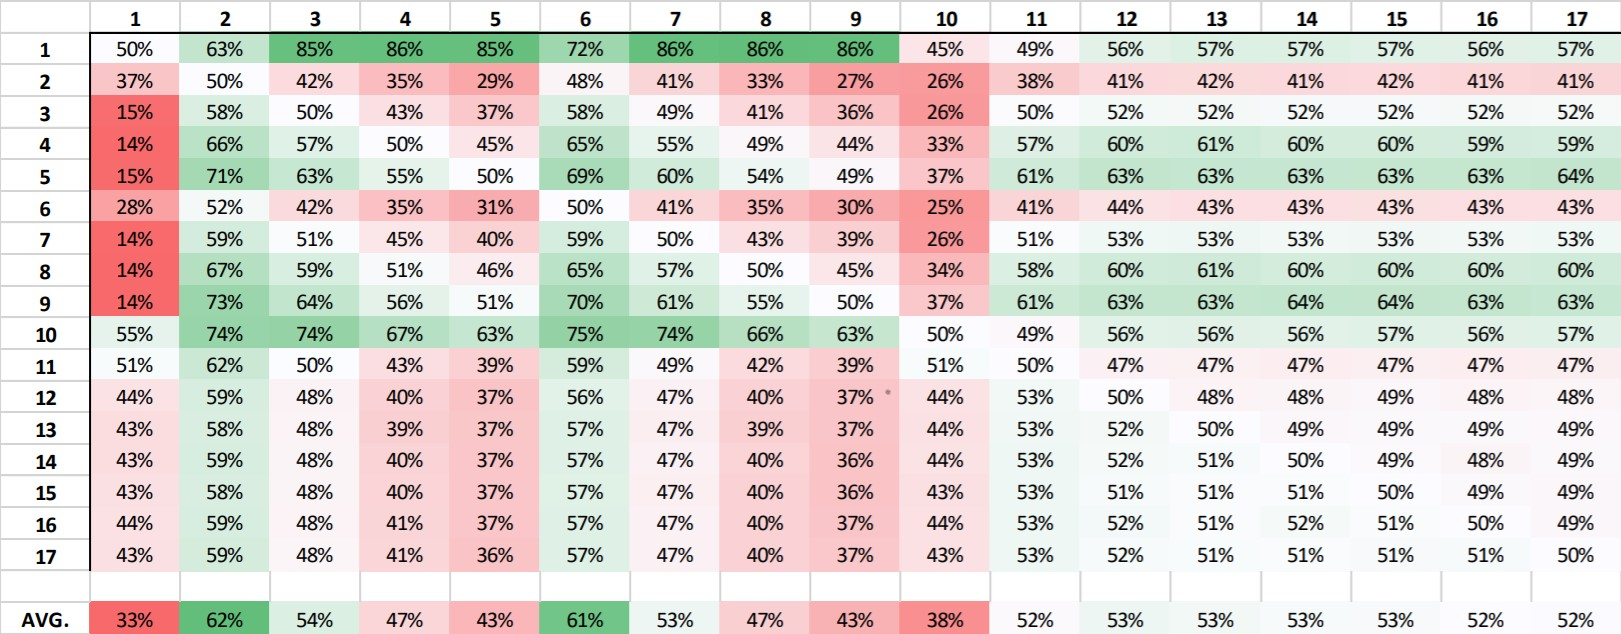 1 2 3 4 5 6 7 8 9 10 11 12 13 14 15 16 17
1 50% 63% 85% 86% 85% 72% 86% 86% 86% 45% 49% 56% 57% 57% 57% 56% 57%
2 37% 50% 42% 35% 29% 48% 41% 33% 27% 26% 38% 41% 42% 41% 42% 41% 41%
3 15% 58% 50% 43% 37% 58% 49% 41% 36% 26% 50% 52% 52% 52% 52% 52% 52%
4 14% 66% 57% 50% 45% 65% 55% 49% 44% 33% 57% 60% 61% 60% 60% 59% 59%
5 15% 71% 63% 55% 50% 69% 60% 54% 49% 37% 61% 63% 63% 63% 63% 63% 64%
6 28% 52% 42% 35% 31% 50% 41% 35% 30% 25% 41% 44% 43% 43% 43% 43% 43%
7 14% 59% 51% 45% 40% 59% 50% 43% 39% 26% 51% 53% 53% 53% 53% 53% 53%
8 14% 67% 59% 51% 46% 65% 57% 50% 45% 34% 58% 60% 61% 60% 60% 60% 60%
9 14% 73% 64% 56% 51% 70% 61% 55% 50% 37% 61% 63% 63% 64% 64% 63% 63%
10 55% 74% 74% 67% 63% 75% 74% 66% 63% 50% 49% 56% 56% 56% 57% 56% 57%
11 51% 62% 50% 43% 39% 59% 49% 42% 39% 51% 50% 47% 47% 47% 47% 47% 47%
12 44% 59% 48% 40% 37% 56% 47% 40% 37% 44% 53% 50% 48% 48% 49% 48% 48%
13 43% 58% 48% 39% 37% 57% 47% 39% 37% 44% 53% 52% 50% 49% 49% 49% 49%
14 43% 59% 48% 40% 37% 57% 47% 40% 36% 44% 53% 52% 51% 50% 49% 48% 49%
15 43% 58% 48% 40% 37% 57% 47% 40% 36% 43% 53% 51% 51% 51% 50% 49% 49%
16 44% 59% 48% 41% 37% 57% 47% 40% 37% 44% 53% 52% 51% 52% 51% 50% 49%
17 43% 59% 48% 41% 36% 57% 47% 40% 37% 43% 53% 52% 51% 51% 51% 51% 50%
AVG. 33% 62% 54% 47% 43% 61% 53% 47% 43% 38% 52% 53% 53% 53% 53% 52% 52%